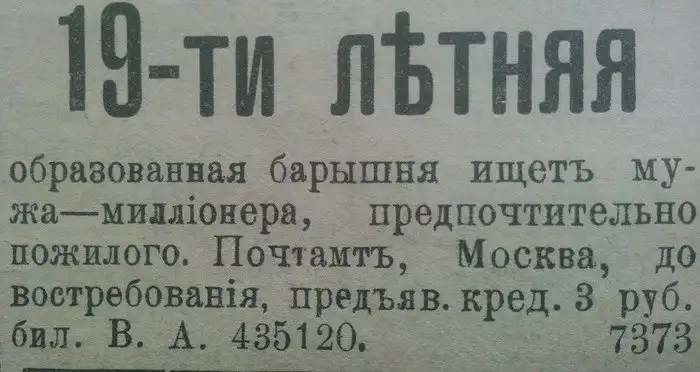 19-ти лѣтняя
образованная барышня ищетъ му-
жа—милліонера, предпочтительно
пожилого. Почтамтъ, Москва, до
востребованія, предъяв. кред. 3 руб.
бил. В. А. 435120. 7373